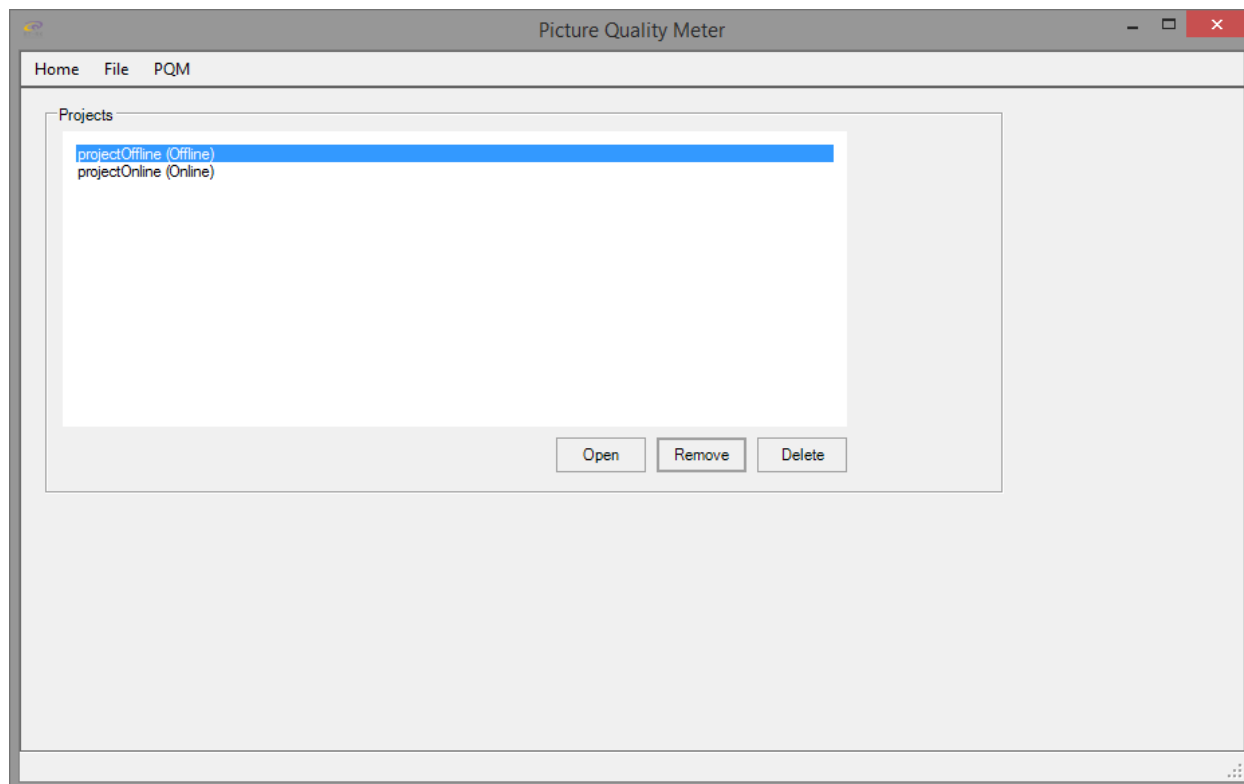 Picture Quality Meter
Home File PQM
Projects
projectOffline (Offline)
projectOnline (Online)
Open Remove Delete